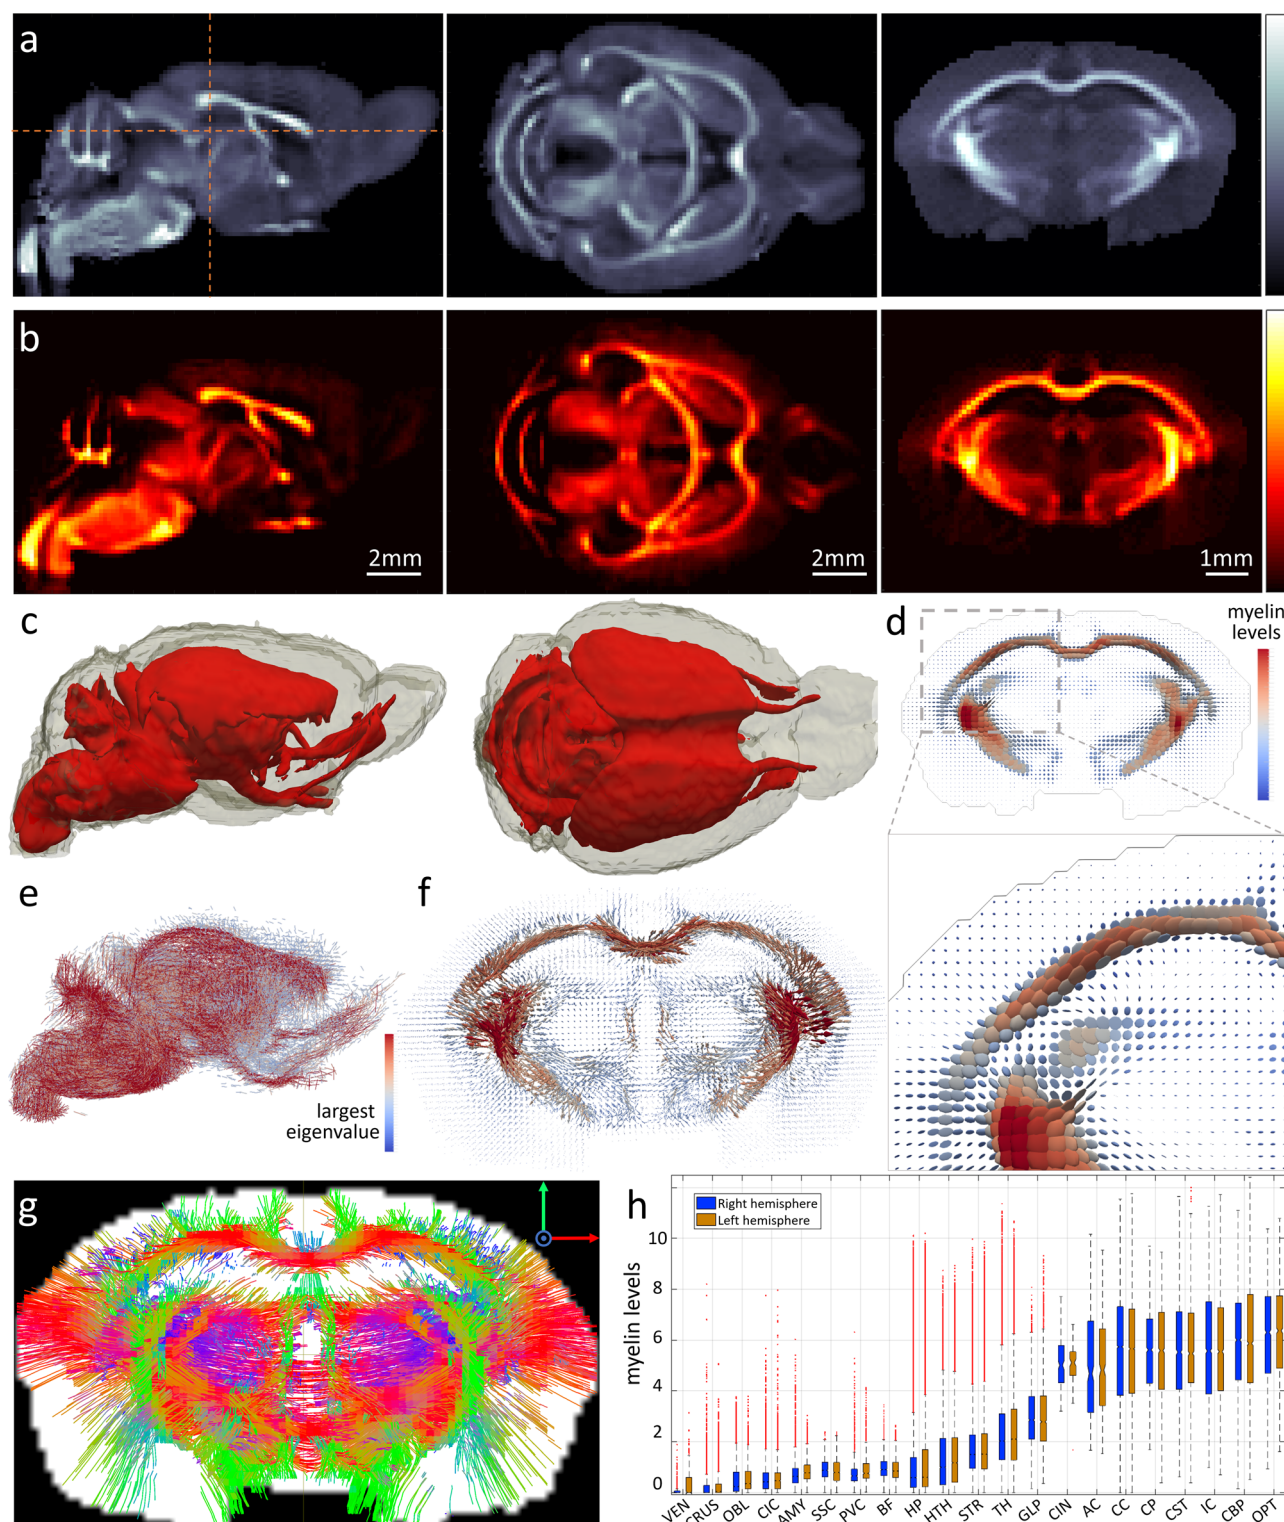 a
b
2mm
2mm
1mm
c
d
myelin
levels
e
f
largest
eigenvalue
g
h
Right hemisphere
Left hemisphere
myelin levels
10
8
6
4
2
0
VEN
CRUS
OBL
CIC
AMY
SSC
PVC
BF
HP
HTH
STR
TH
GLP
CIN
AC
CC
CP
CST
IC
CBP
OPT